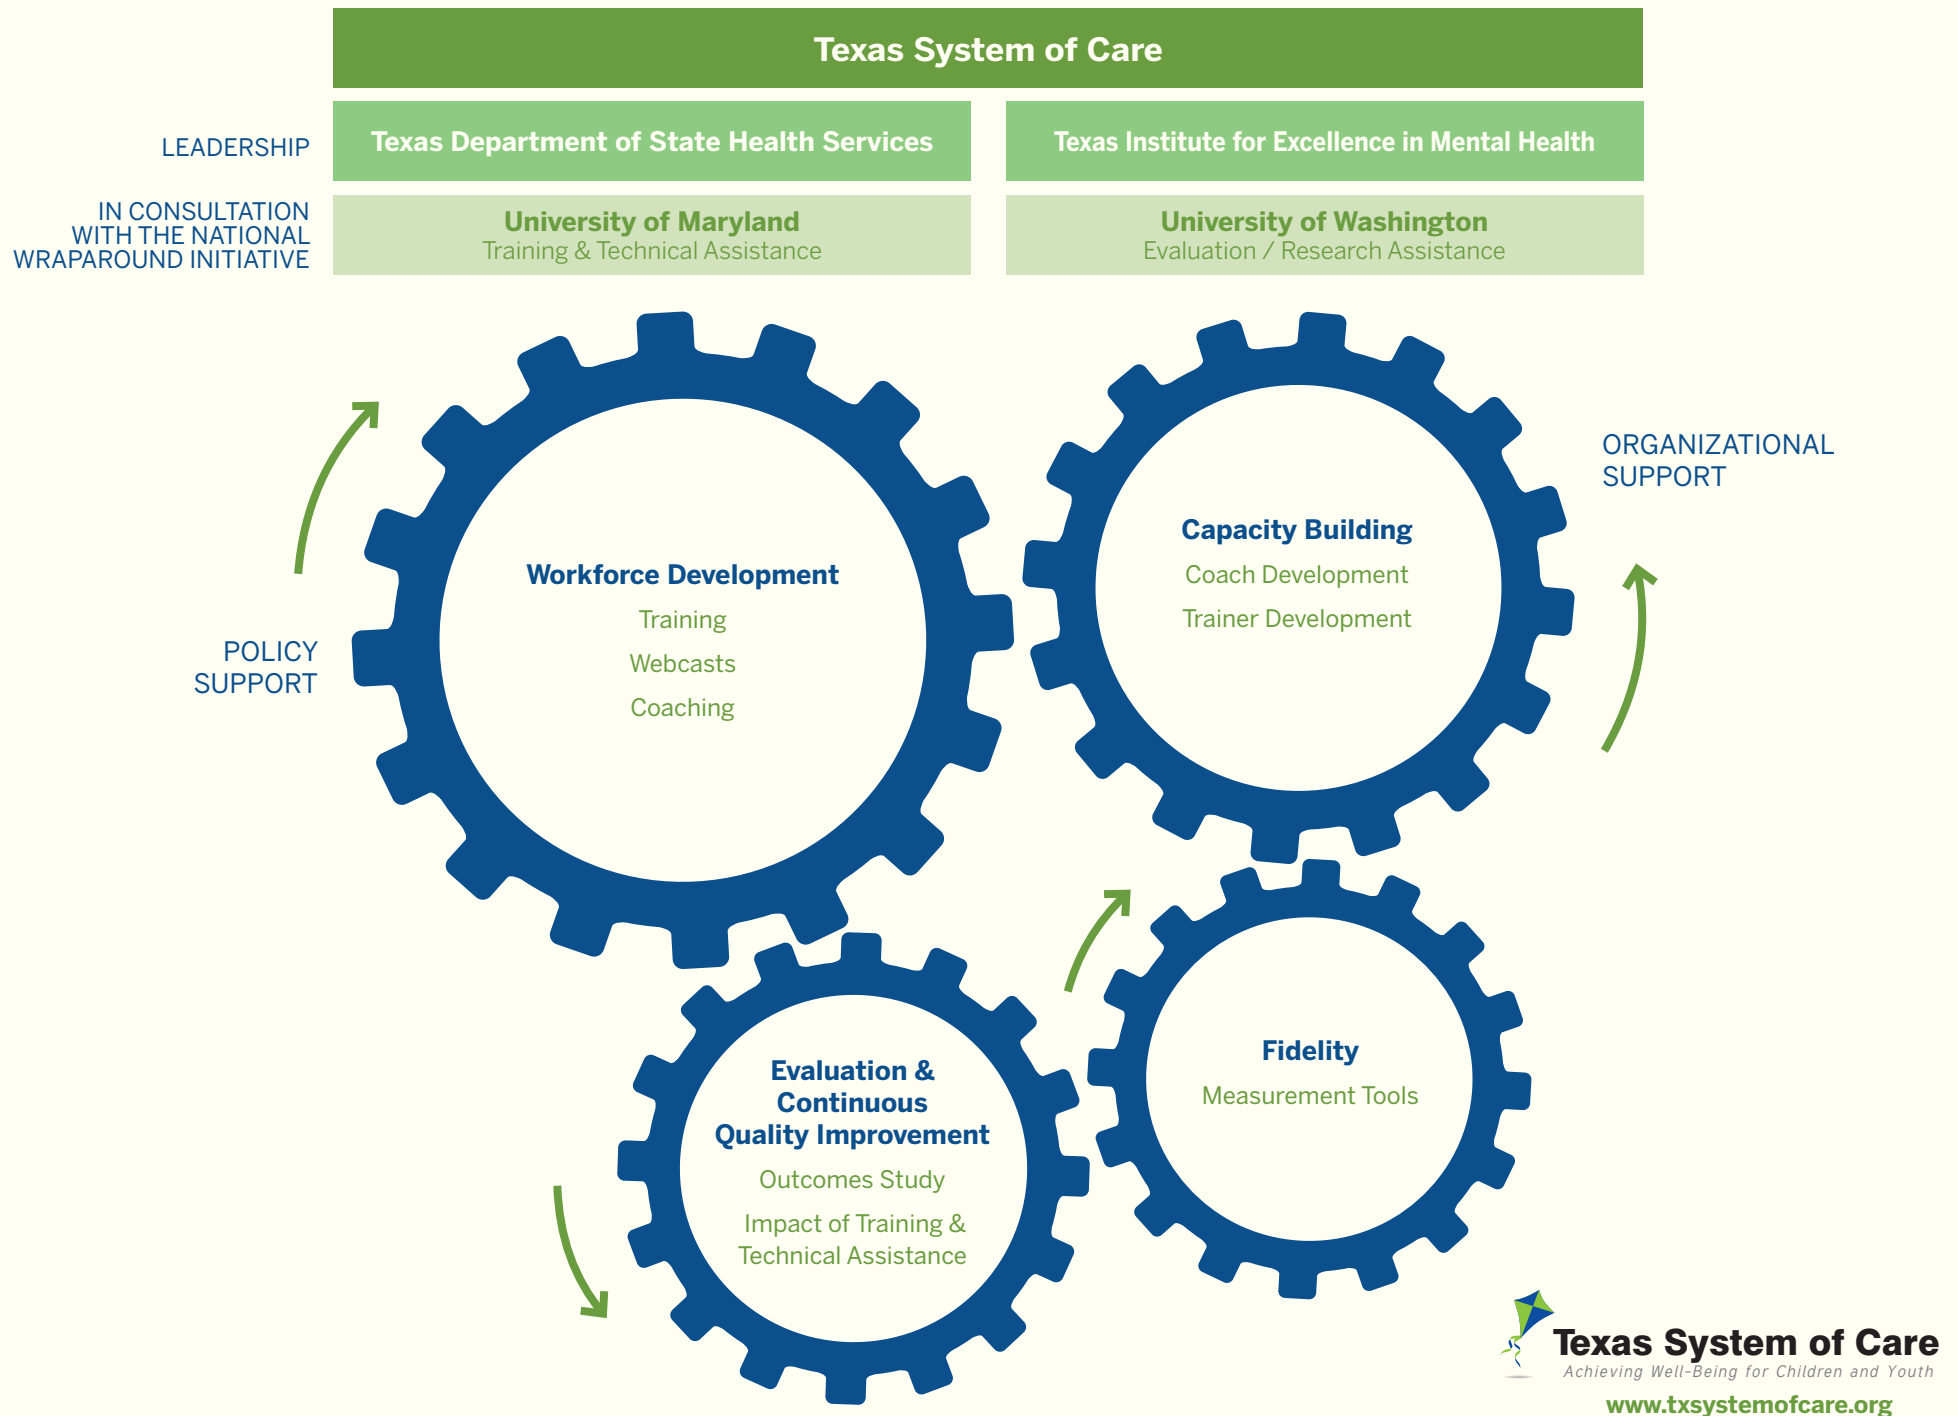 Texas System of Care
LEADERSHIP
Texas Department of State Health Services
Texas Institute for Excellence in Mental Health
IN CONSULTATION
WITH THE NATIONAL
WRAPAROUND INITIATIVE
University of Maryland
Training & Technical Assistance
University of Washington
Evaluation / Research Assistance
POLICY
SUPPORT
Workforce Development
Training
Webcasts
Coaching
Capacity Building
Coach Development
Trainer Development
ORGANIZATIONAL
SUPPORT
Evaluation &
Continuous
Quality Improvement
Outcomes Study
Impact of Training &
Technical Assistance
Fidelity
Measurement Tools
Texas System of Care
Achieving Well-Being for Children and Youth
www.txsystemofcare.org